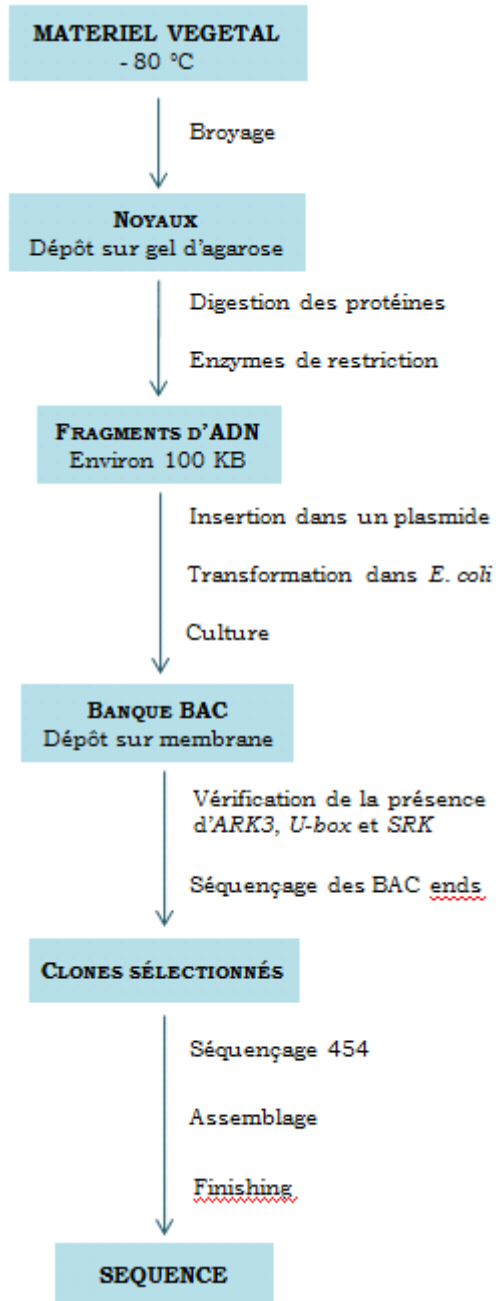 MATERIEL VEGETAL
- 80 °C
Broyage
NOYAUX
Dépôt sur gel d'agarose
Digestion des protéines
Enzymes de restriction
FRAGMENTS D'ADN
Environ 100 KB
Insertion dans un plasmide
Transformation dans E. coli
Culture
BANQUE BAC
Dépôt sur membrane
Vérification de la présence
d'ARK3, U-box et SRK
Séquençage des BAC ends
CLONES SÉLECTIONNÉS
Séquençage 454
Assemblage
Finishing
SEQUENCE